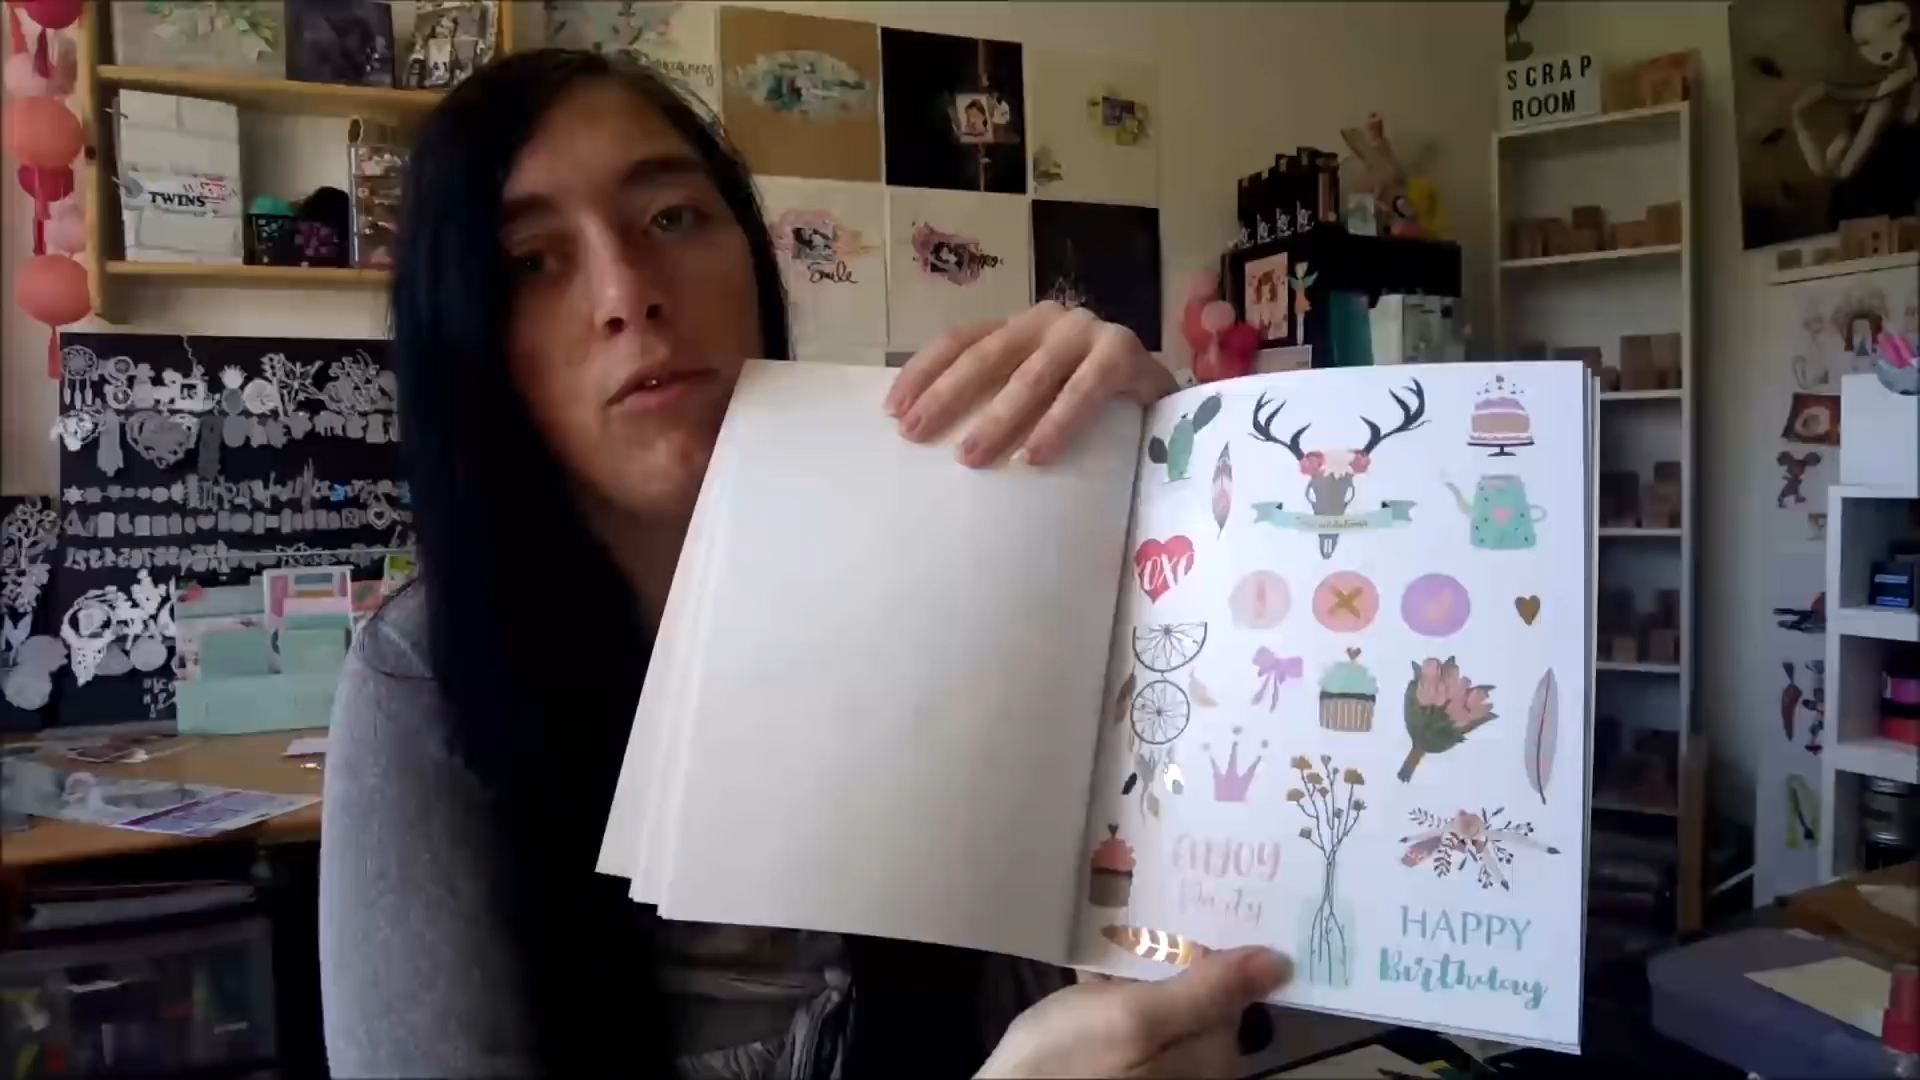 SCRAP
ROOM
TWINS
Smile
XOXO
ENJOY
Party
HAPPY
Birthday